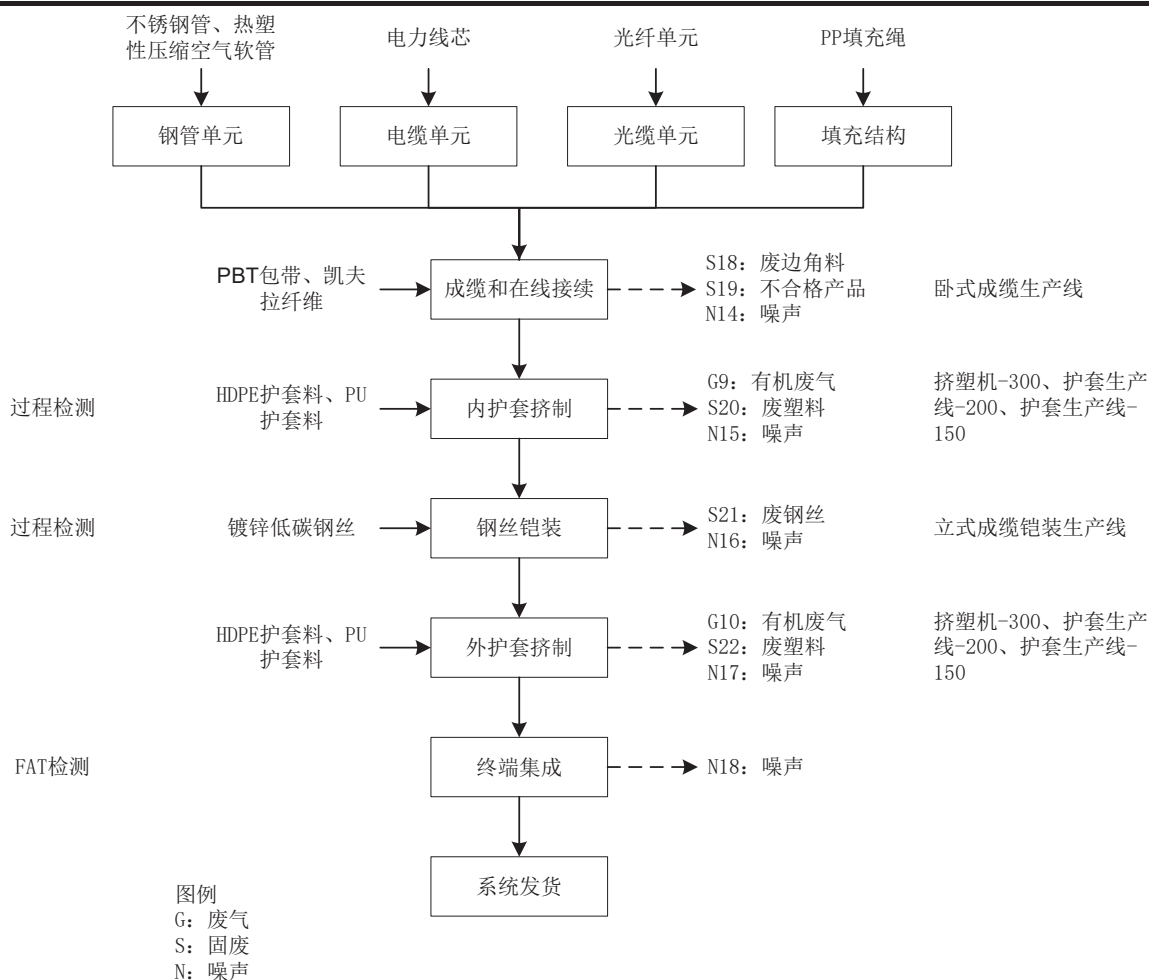 不锈钢管、热塑
性压缩空气软管
电力线芯
光纤单元
PP填充绳
钢管单元
电缆单元
光缆单元
填充结构
PBT包带、凯夫
拉纤维
成缆和在线接续
S18：废边角料
S19：不合格产品
N14：噪声
卧式成缆生产线
过程检测
HDPE护套料、PU
护套料
内护套挤制
G9：有机废气
S20：废塑料
N15：噪声
挤塑机-300、护套生产
线-200、护套生产线-
150
过程检测
镀锌低碳钢丝
钢丝铠装
S21：废钢丝
N16：噪声
立式成缆铠装生产线
HDPE护套料、PU
护套料
外护套挤制
G10：有机废气
S22：废塑料
N17：噪声
挤塑机-300、护套生产
线-200、护套生产线-
150
FAT检测
终端集成
N18：噪声
系统发货
图例
G：废气
S：固废
N：噪声